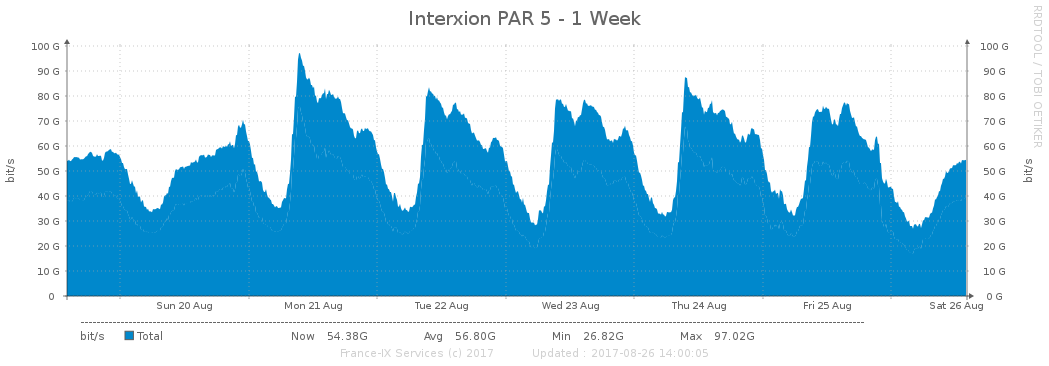 Interxion PAR 5 - 1 Week
RRDTOOL / TOBI OETIKER
bit/s
100 G
90 G
80 G
70 G
60 G
50 G
40 G
30 G
20 G
10 G
0
100 G
90 G
80 G
70 G
60 G
50 G
40 G
30 G
20 G
10 G
0 G
bit/s
Sun 20 Aug Mon 21 Aug Tue 22 Aug Wed 23 Aug Thu 24 Aug Fri 25 Aug Sat 26 Aug
bit/s Total Now 54.38G Avg 56.80G Min 26.82G Max 97.02G
France-IX Services (c) 2017 Updated : 2017-08-26 14:00:05